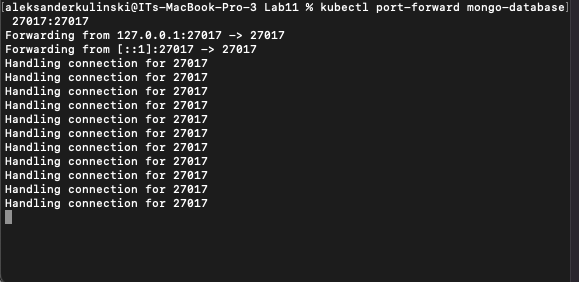 [aleksanderkulinski@ITs-MacBook-Pro-3 Lab11 % kubectl port-forward mongo-database]
27017:27017
Forwarding from 127.0.0.1:27017 -> 27017
Forwarding from [::1]:27017 -> 27017
Handling connection for 27017
Handling connection for 27017
Handling connection for 27017
Handling connection for 27017
Handling connection for 27017
Handling connection for 27017
Handling connection for 27017
Handling connection for 27017
Handling connection for 27017
Handling connection for 27017
Handling connection for 27017